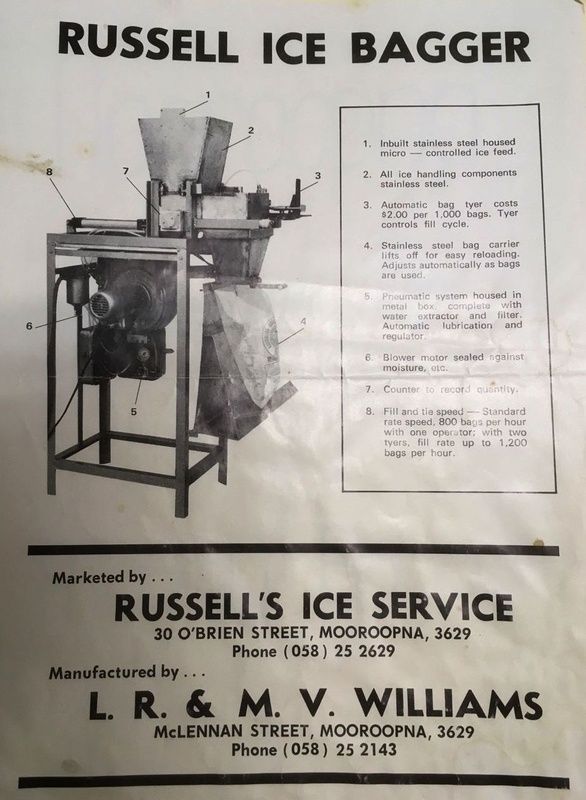 RUSSELL ICE BAGGER
1
2
3
7
8
6
5
4
1. Inbuilt stainless steel housed
micro — controlled ice feed.
2. All ice handling components
stainless steel.
3. Automatic bag tyer costs
$2.00 per 1,000 bags. Tyer
controls fill cycle.
4. Stainless steel bag carrier
lifts off for easy reloading.
Adjusts automatically as bags
are used.
5. Pneumatic system housed in
metal box, complete with
water extractor and filter.
Automatic lubrication and
regulator.
6. Blower motor sealed against
moisture, etc.
7. Counter to record quantity.
8. Fill and tie speed — Standard
rate speed, 800 bags per hour
with one operator; with two
tyers, fill rate up to 1,200
bags per hour.
Marketed by . . .
RUSSELL'S ICE SERVICE
30 O'BRIEN STREET, MOOROOPNA, 3629
Phone (058) 25 2629
Manufactured by . . .
L. R. & M. V. WILLIAMS
McLENNAN STREET, MOOROOPNA, 3629
Phone (058) 25 2143